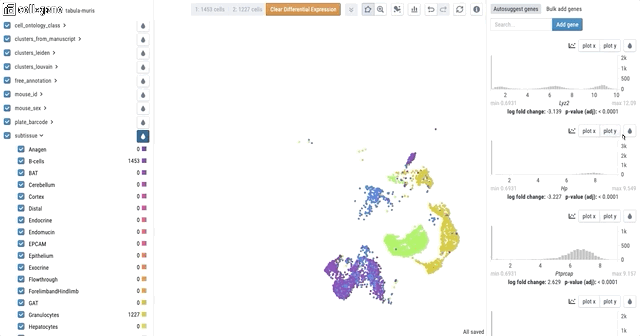 tabula-muris
cell_ontology_class
clusters_from_manuscript
clusters_leiden
clusters_louvain
free_annotation
mouse_id
mouse_sex
plate_barcode
subtissue
Anagen 0
B-cells 1453
BAT 0
Cerebellum 0
Cortex 0
Distal 0
Endocrine 0
Endomucin 0
EPCAM 0
Epithelium 0
Exocrine 0
Flowthrough 0
ForelimbandHindlimb 0
GAT 0
Granulocytes 1227
Hepatocytes 0
1: 1453 cells 2: 1227 cells Clear Differential Expression
All saved
Autosuggest genes Bulk add genes
Search... Add gene
plot x plot y
2k
1k
0
2 4 6 8 10
min 0.6931 Lyz2 max 12.09
log fold change: -3.139 p-value (adj): < 0.0001
plot x plot y
3k
2k
1k
0
2 4 6 8
min 0.6931 Hp max 9.549
log fold change: -3.227 p-value (adj): < 0.0001
plot x plot y
2k
1k
0
2 4 6 8
min 0.6931 Ptprcap max 9.157
log fold change: 2.629 p-value (adj): < 0.0001
plot x plot y
2k
1k